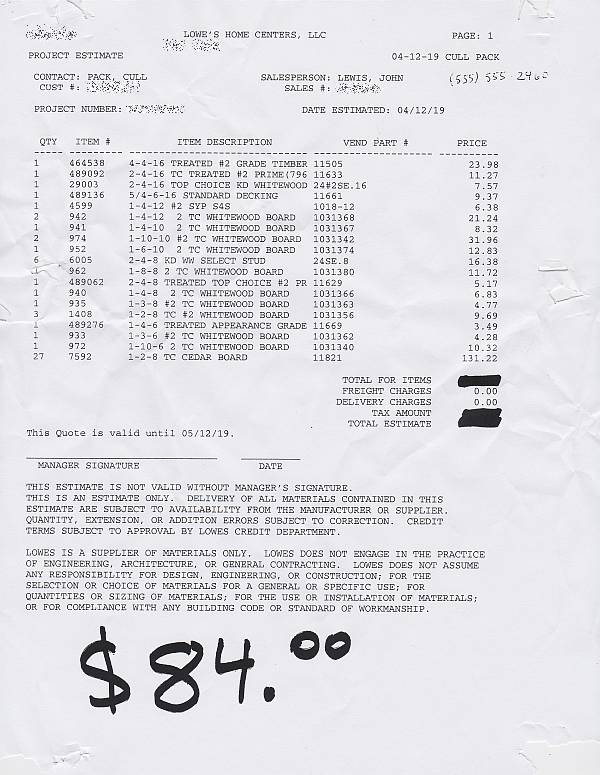 LOWE'S HOME CENTERS, LLC PAGE: 1
PROJECT ESTIMATE 04-12-19 CULL PACK
CONTACT: PACK, CULL SALESPERSON: LEWIS, JOHN (555) 555-2460
CUST #: SALES #:
PROJECT NUMBER: DATE ESTIMATED: 04/12/19
QTY ITEM # ITEM DESCRIPTION VEND PART # PRICE
1 464538 4-4-16 TREATED #2 GRADE TIMBER 11505 23.98
1 489092 2-4-16 TC TREATED #2 PRIME(796 11633 11.27
1 29003 2-4-16 TOP CHOICE KD WHITEWOOD 24#2SE.16 7.57
1 489136 5/4-6-16 STANDARD DECKING 11661 9.37
1 4599 1-4-12 #2 SYP S4S 1018-12 6.38
2 942 1-4-12 2 TC WHITEWOOD BOARD 1031368 21.24
1 941 1-4-10 2 TC WHITEWOOD BOARD 1031367 8.32
2 974 1-10-10 #2 TC WHITEWOOD BOARD 1031342 31.96
1 952 1-6-10 2 TC WHITEWOOD BOARD 1031374 12.83
6 6005 2-4-8 KD WW SELECT STUD 24SE.8 16.38
962 1-8-8 2 TC WHITEWOOD BOARD 1031380 11.72
1 489062 2-4-8 TREATED TOP CHOICE #2 PR 11629 5.17
1 940 1-4-8 2 TC WHITEWOOD BOARD 1031366 6.83
1 935 1-3-8 #2 TC WHITEWOOD BOARD 1031363 4.77
3 1408 1-2-8 TC #2 WHITEWOOD BOARD 1031356 9.69
1 489276 1-4-6 TREATED APPEARANCE GRADE 11669 3.49
1 933 1-3-6 #2 TC WHITEWOOD BOARD 1031362 4.28
1 972 1-10-6 2 TC WHITEWOOD BOARD 1031340 10.32
27 7592 1-2-8 TC CEDAR BOARD 11821 131.22
TOTAL FOR ITEMS
FREIGHT CHARGES 0.00
DELIVERY CHARGES 0.00
TAX AMOUNT
TOTAL ESTIMATE
This Quote is valid until 05/12/19.
MANAGER SIGNATURE DATE
THIS ESTIMATE IS NOT VALID WITHOUT MANAGER'S SIGNATURE.
THIS IS AN ESTIMATE ONLY. DELIVERY OF ALL MATERIALS CONTAINED IN THIS
ESTIMATE ARE SUBJECT TO AVAILABILITY FROM THE MANUFACTURER OR SUPPLIER.
QUANTITY, EXTENSION, OR ADDITION ERRORS SUBJECT TO CORRECTION. CREDIT
TERMS SUBJECT TO APPROVAL BY LOWES CREDIT DEPARTMENT.
LOWES IS A SUPPLIER OF MATERIALS ONLY. LOWES DOES NOT ENGAGE IN THE PRACTICE
OF ENGINEERING, ARCHITECTURE, OR GENERAL CONTRACTING. LOWES DOES NOT ASSUME
ANY RESPONSIBILITY FOR DESIGN, ENGINEERING, OR CONSTRUCTION; FOR THE
SELECTION OR CHOICE OF MATERIALS FOR A GENERAL OR SPECIFIC USE; FOR
QUANTITIES OR SIZING OF MATERIALS; FOR THE USE OR INSTALLATION OF MATERIALS;
OR FOR COMPLIANCE WITH ANY BUILDING CODE OR STANDARD OF WORKMANSHIP.
$84.00